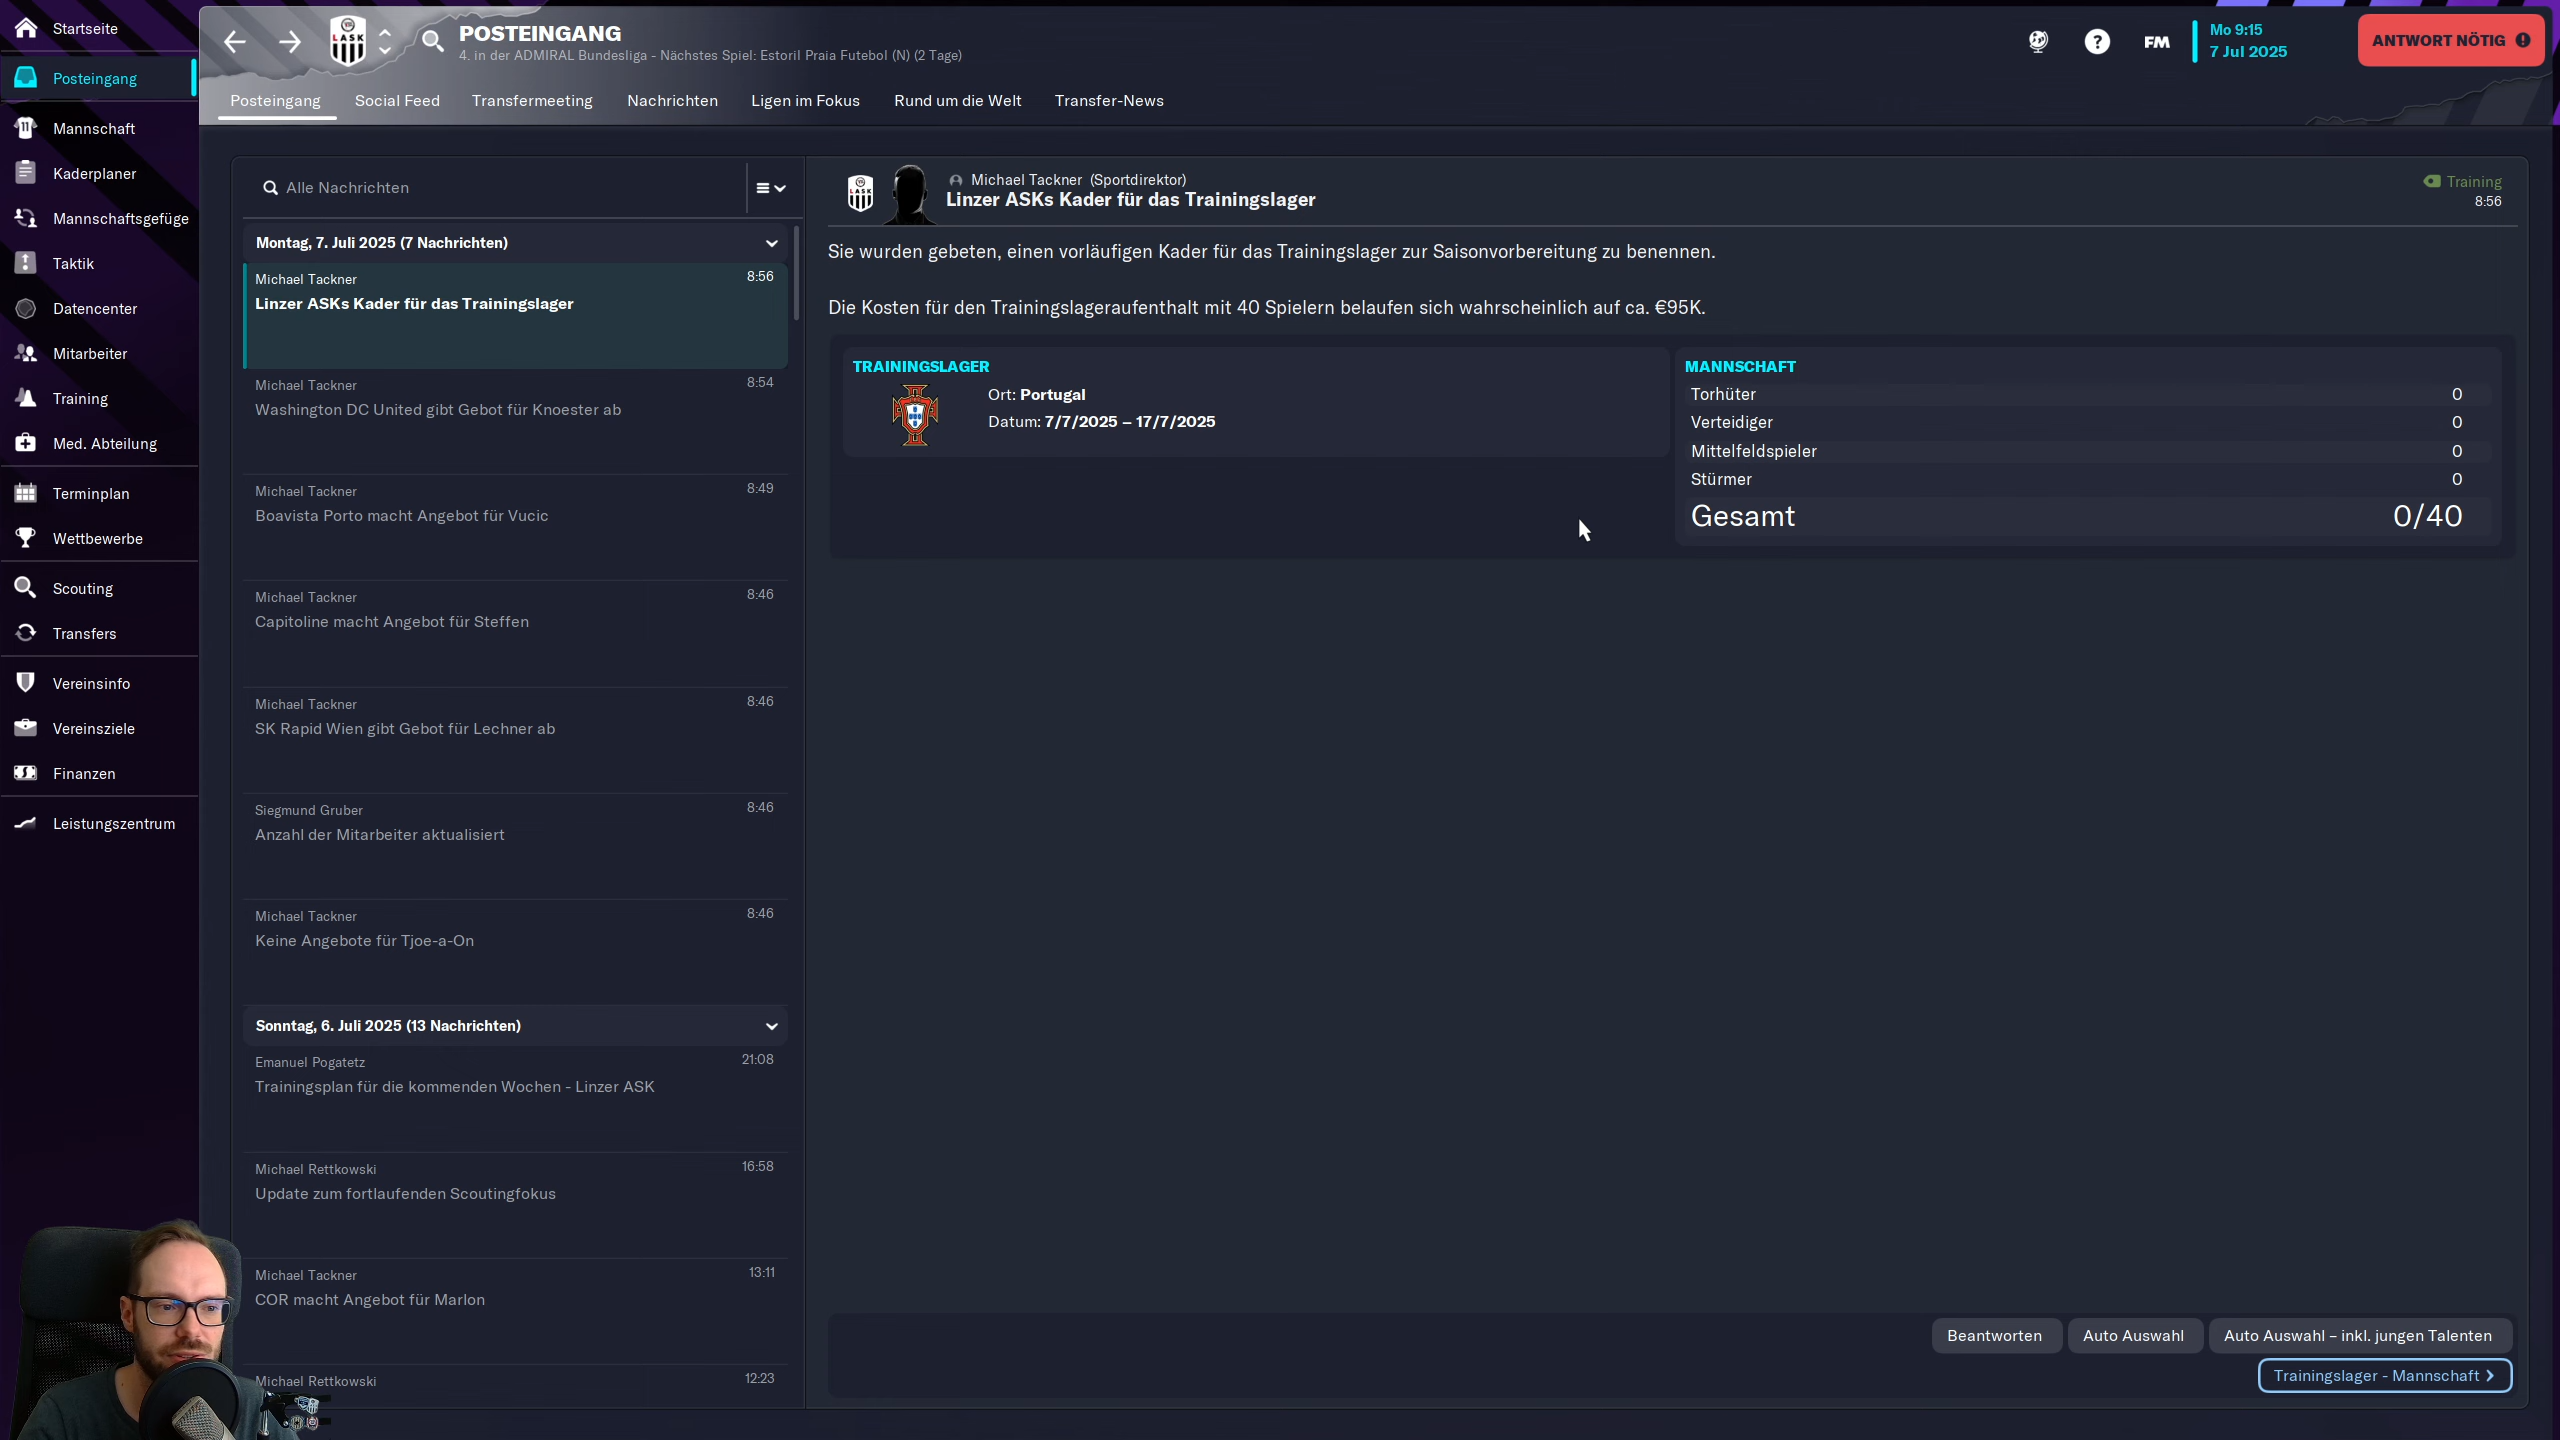 Startseite
Posteingang
Mannschaft
Kaderplaner
Mannschaftsgefüge
Taktik
Datencenter
Mitarbeiter
Training
Med. Abteilung
Terminplan
Wettbewerbe
Scouting
Transfers
Vereinsinfo
Vereinsziele
Finanzen
Leistungszentrum
LASK
POSTEINGANG
4. in der ADMIRAL Bundesliga - Nächstes Spiel: Estoril Praia Futebol (N) (2 Tage)
FM
Mo 9:15
7 Jul 2025
ANTWORT NÖTIG
Posteingang
Social Feed
Transfermeeting
Nachrichten
Ligen im Fokus
Rund um die Welt
Transfer-News
Alle Nachrichten
Montag, 7. Juli 2025 (7 Nachrichten)
Michael Tackner 8:56
Linzer ASKs Kader für das Trainingslager
Michael Tackner 8:54
Washington DC United gibt Gebot für Knoester ab
Michael Tackner 8:49
Boavista Porto macht Angebot für Vucic
Michael Tackner 8:46
Capitoline macht Angebot für Steffen
Michael Tackner 8:46
SK Rapid Wien gibt Gebot für Lechner ab
Siegmund Gruber 8:46
Anzahl der Mitarbeiter aktualisiert
Michael Tackner 8:46
Keine Angebote für Tjoe-a-On
Sonntag, 6. Juli 2025 (13 Nachrichten)
Emanuel Pogatetz 21:08
Trainingsplan für die kommenden Wochen - Linzer ASK
Michael Rettkowski 16:58
Update zum fortlaufenden Scoutingfokus
Michael Tackner 13:11
COR macht Angebot für Marlon
Michael Rettkowski 12:23
LASK
Michael Tackner (Sportdirektor)
Linzer ASKs Kader für das Trainingslager
Training
8:56
Sie wurden gebeten, einen vorläufigen Kader für das Trainingslager zur Saisonvorbereitung zu benennen.
Die Kosten für den Trainingslageraufenthalt mit 40 Spielern belaufen sich wahrscheinlich auf ca. €95K.
TRAININGSLAGER
Ort: Portugal
Datum: 7/7/2025 – 17/7/2025
MANNSCHAFT
Torhüter 0
Verteidiger 0
Mittelfeldspieler 0
Stürmer 0
Gesamt 0/40
Beantworten
Auto Auswahl
Auto Auswahl – inkl. jungen Talenten
Trainingslager - Mannschaft